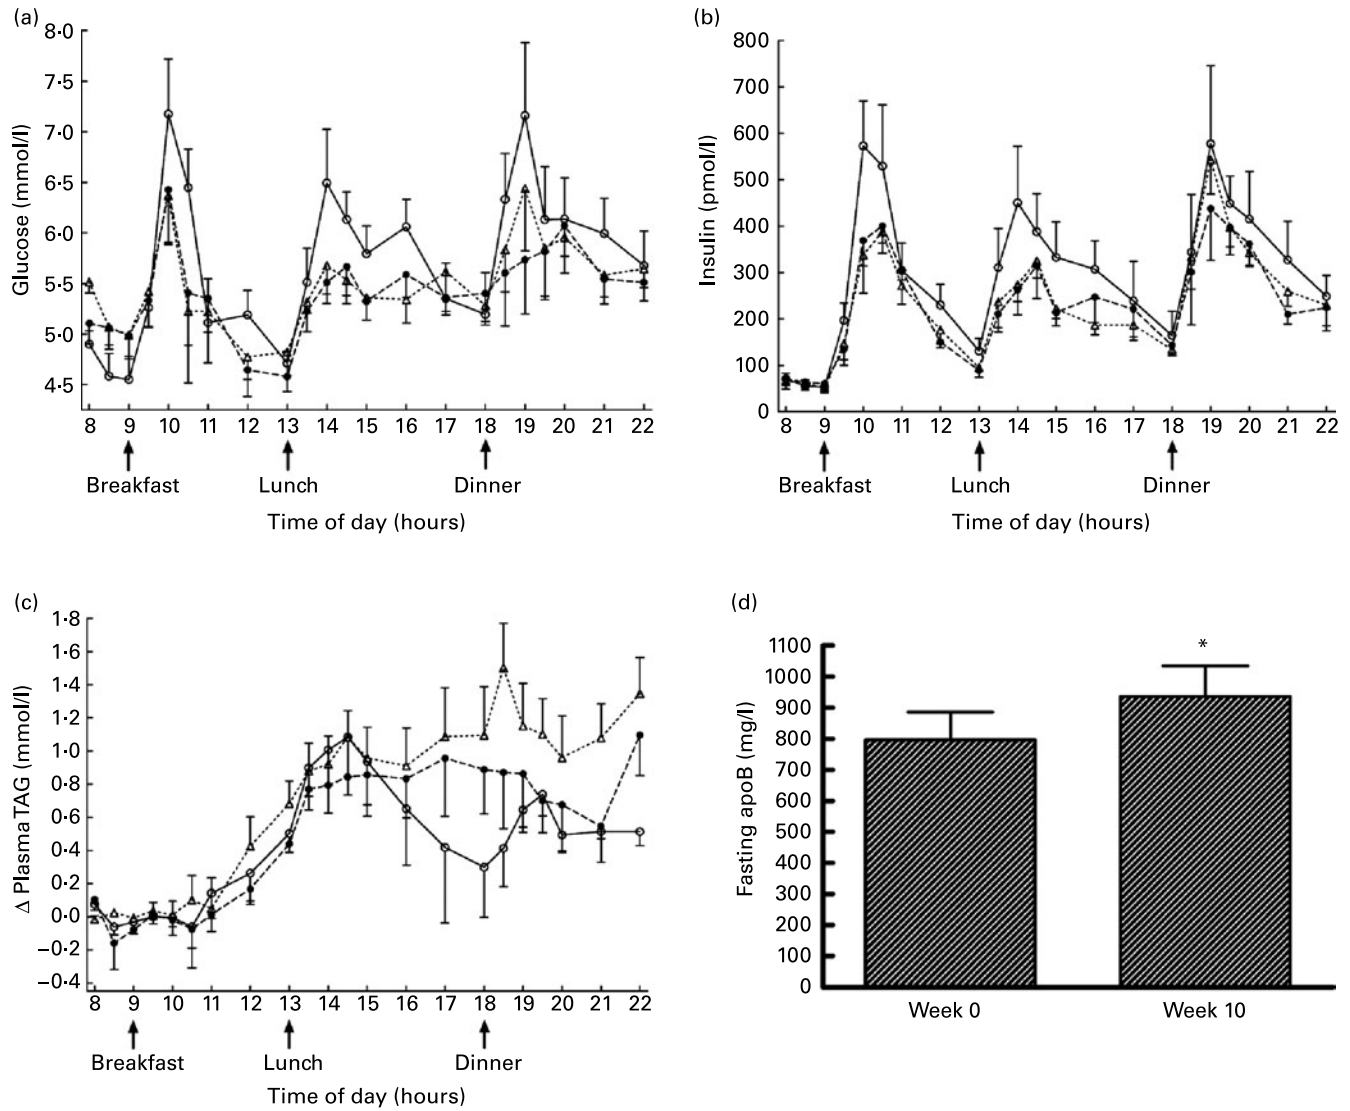 (a)
8·0
7·5
7·0
6·5
6·0
5·5
5·0
4·5
Glucose (mmol/l)
8 9 10 11 12 13 14 15 16 17 18 19 20 21 22
Breakfast Lunch Dinner
Time of day (hours)
(b)
800
700
600
500
400
300
200
100
0
Insulin (pmol/l)
8 9 10 11 12 13 14 15 16 17 18 19 20 21 22
Breakfast Lunch Dinner
Time of day (hours)
(c)
1·8
1·6
1·4
1·2
1·0
0·8
0·6
0·4
0·2
0·0
−0·2
−0·4
Δ Plasma TAG (mmol/l)
8 9 10 11 12 13 14 15 16 17 18 19 20 21 22
Breakfast Lunch Dinner
Time of day (hours)
(d)
1100
1000
900
800
700
600
500
400
300
200
100
0
Fasting apoB (mg/l)
*
Week 0 Week 10